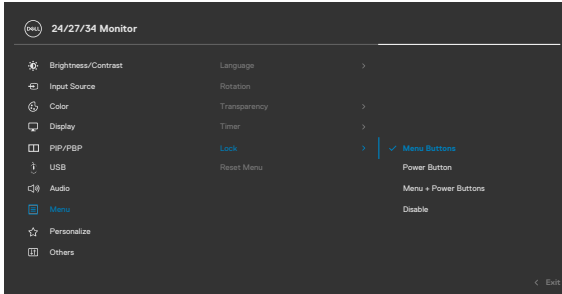 DELL 24/27/34 Monitor
Brightness/Contrast Language
Input Source Rotation
Color Transparency
Display Timer
PIP/PBP Lock Menu Buttons
USB Reset Menu Power Button
Audio Menu + Power Buttons
Menu Disable
Personalize
Others
Exit